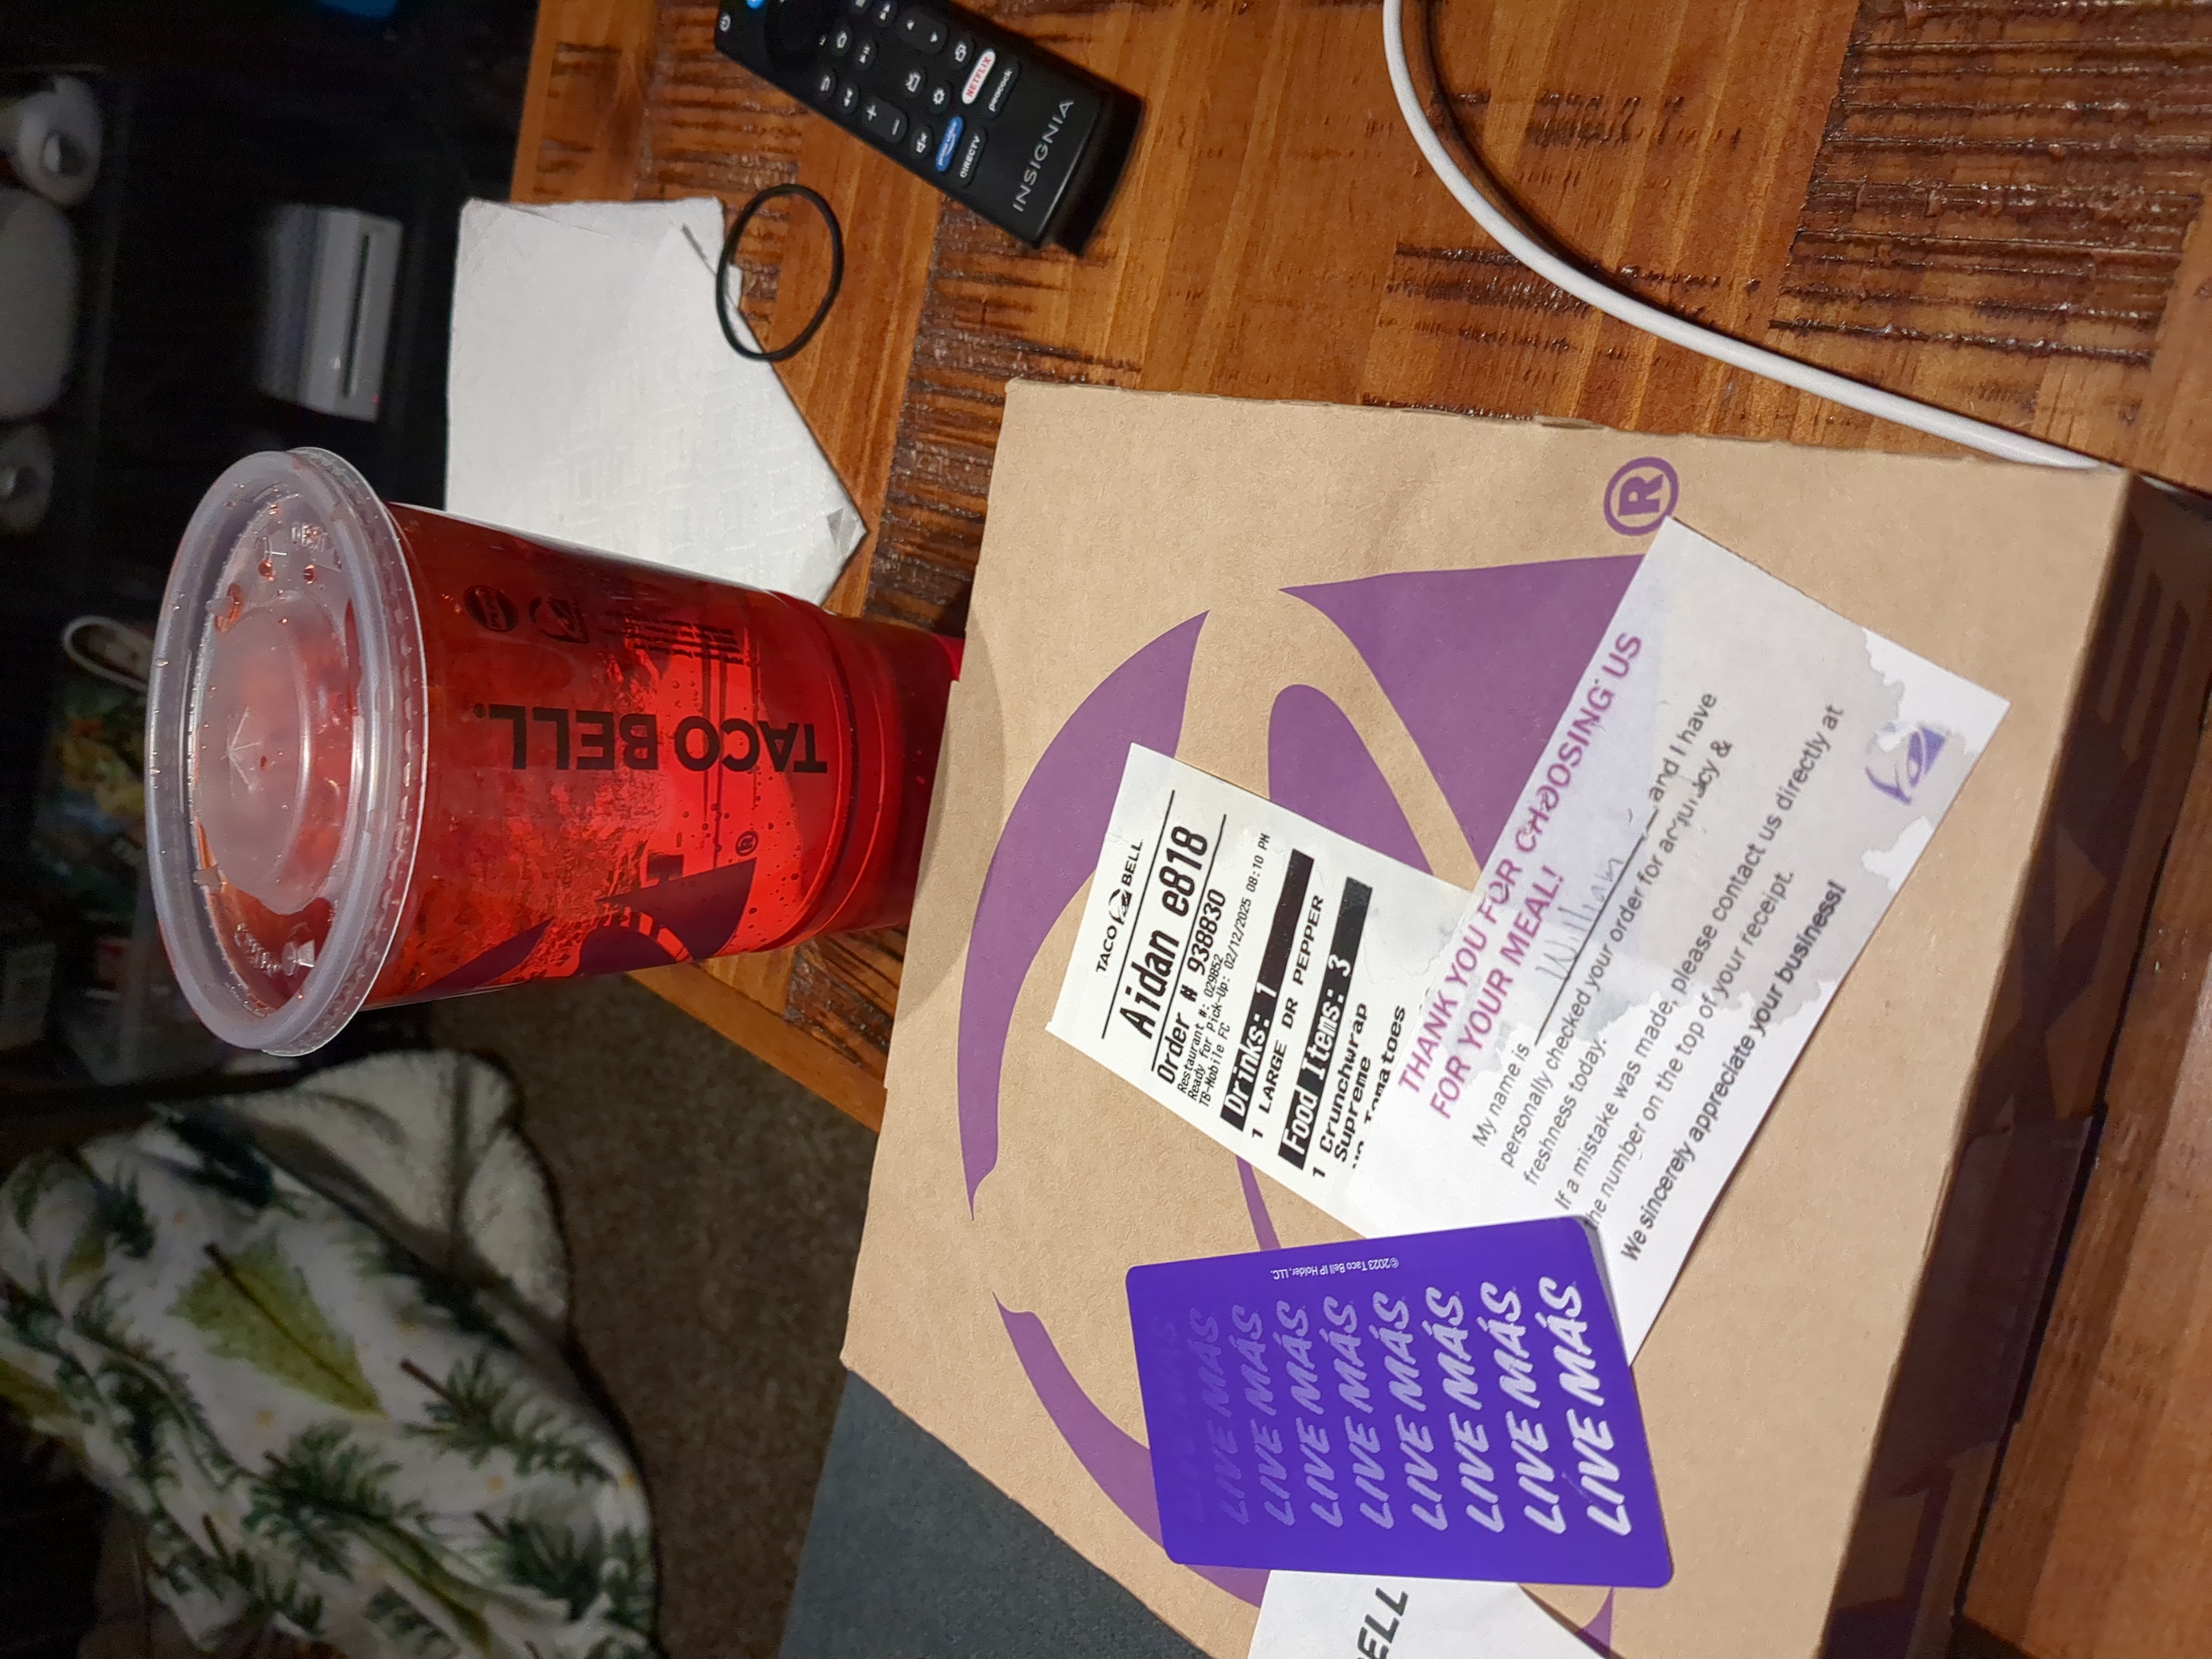 TACO BELL
PEPSI
®
INSIGNIA
prime video
NETFLIX
DIRECTV
peacock
TACO BELL
Aidan e818
Order # 938830
Restaurant #: 029852
Ready for Pick-Up: 02/12/2025 08:10 PM
TB-Mobile FC
Drinks: 1
1 LARGE DR PEPPER
Food Items: 3
1 Crunchwrap
Supreme
NO Tomatoes
ELL
LIVE MÁS
LIVE MÁS
LIVE MÁS
LIVE MÁS
LIVE MÁS
LIVE MÁS
LIVE MÁS
LIVE MÁS
LIVE MÁS
©2023 Taco Bell IP Holder, LLC.
THANK YOU FOR CHOOSING US
FOR YOUR MEAL!
My name is William and I have
personally checked your order for accuracy &
freshness today.
If a mistake was made, please contact us directly at
the number on the top of your receipt.
We sincerely appreciate your business!
®